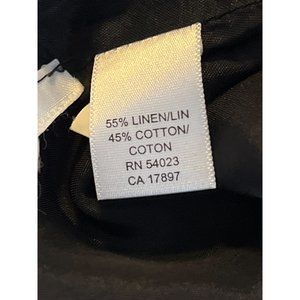 55% LINEN/LIN
45% COTTON/
COTON
RN 54023
CA 17897